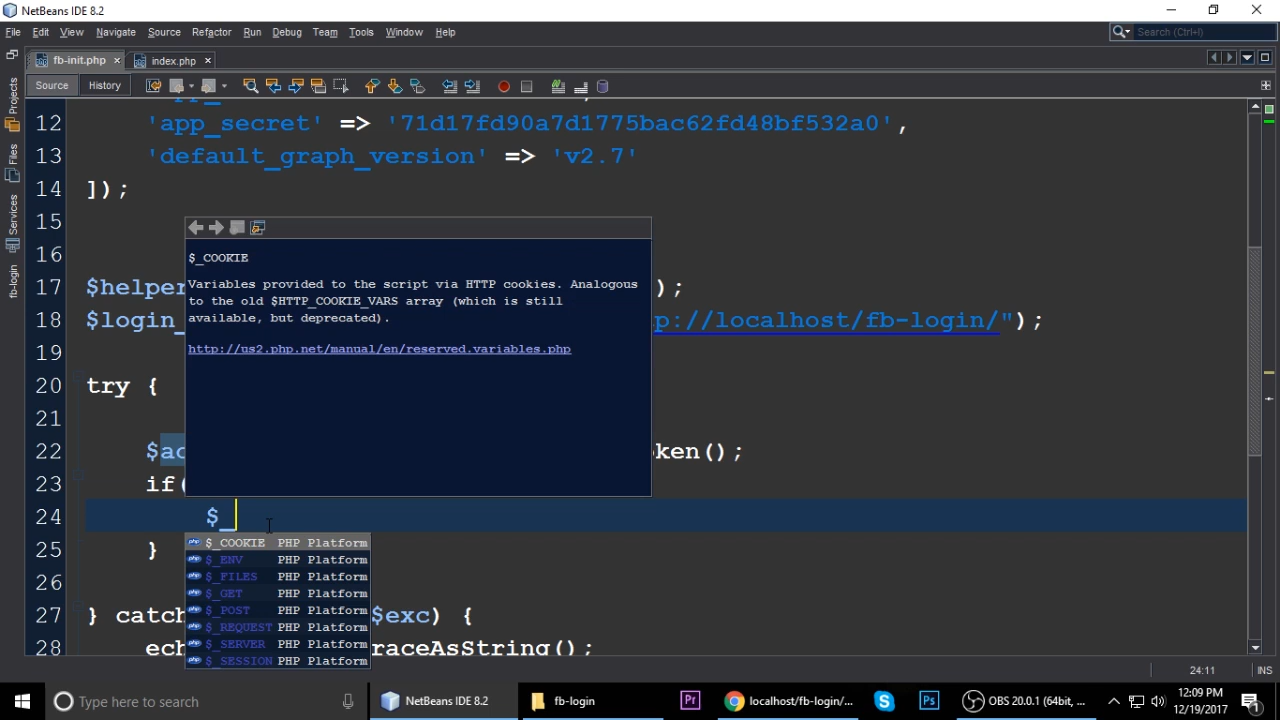 NetBeans IDE 8.2
File Edit View Navigate Source Refactor Run Debug Team Tools Window Help
Search (Ctrl+I)
fb-init.php
index.php
Source History
Projects
Files
Services
fb-login
12 'app_secret' => '71d17fd90a7d1775bac62fd48bf532a0',
13 'default_graph_version' => 'v2.7'
14 ]);
15
16
17 $helper );
18 $login_ p://localhost/fb-login/");
19
20 try {
21
22 $ac ken();
23 if(
24 $_
25 }
26
27 } catch $exc) {
28 ech raceAsString();
$_COOKIE
Variables provided to the script via HTTP cookies. Analogous
to the old $HTTP_COOKIE_VARS array (which is still
available, but deprecated).
http://us2.php.net/manual/en/reserved.variables.php
$_COOKIE PHP Platform
$_ENV PHP Platform
$_FILES PHP Platform
$_GET PHP Platform
$_POST PHP Platform
$_REQUEST PHP Platform
$_SERVER PHP Platform
$_SESSION PHP Platform
24:11 INS
Type here to search
NetBeans IDE 8.2
fb-login
Pr
localhost/fb-login/...
Ps
OBS 20.0.1 (64bit, ...
12:09 PM
12/19/2017
1